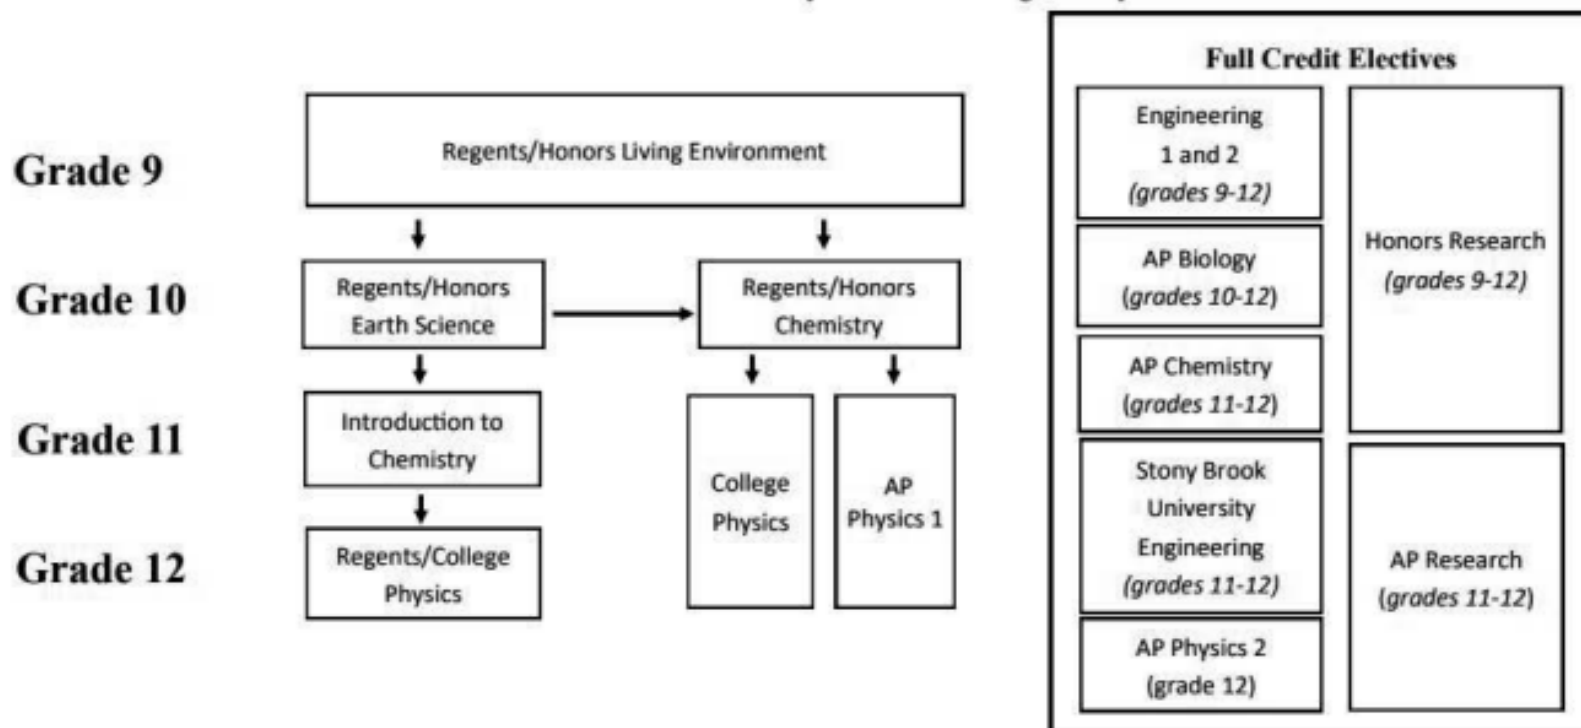 Grade 9
Regents/Honors Living Environment
Grade 10
Regents/Honors
Earth Science
Regents/Honors
Chemistry
Grade 11
Introduction to
Chemistry
College
Physics
AP
Physics 1
Grade 12
Regents/College
Physics
Full Credit Electives
Engineering
1 and 2
(grades 9-12)
AP Biology
(grades 10-12)
AP Chemistry
(grades 11-12)
Stony Brook
University
Engineering
(grades 11-12)
AP Physics 2
(grade 12)
Honors Research
(grades 9-12)
AP Research
(grades 11-12)